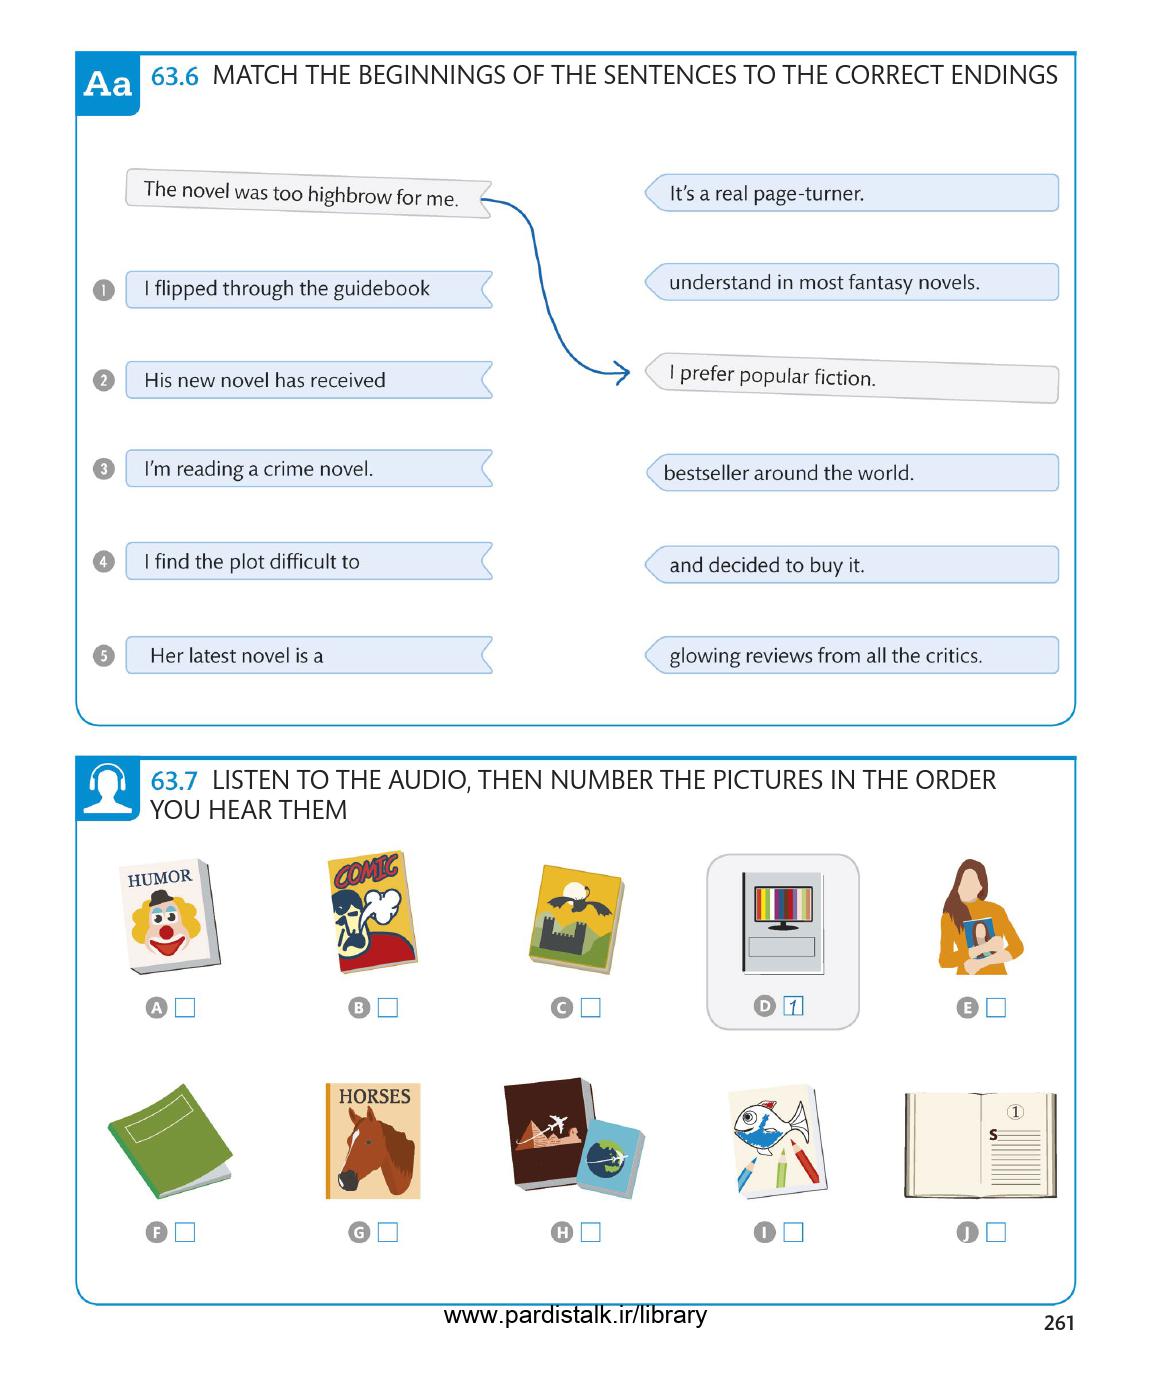 Aa 63.6 MATCH THE BEGINNINGS OF THE SENTENCES TO THE CORRECT ENDINGS
The novel was too highbrow for me.
It's a real page-turner.
1 I flipped through the guidebook
understand in most fantasy novels.
2 His new novel has received
I prefer popular fiction.
3 I'm reading a crime novel.
bestseller around the world.
4 I find the plot difficult to
and decided to buy it.
5 Her latest novel is a
glowing reviews from all the critics.
63.7 LISTEN TO THE AUDIO, THEN NUMBER THE PICTURES IN THE ORDER
YOU HEAR THEM
HUMOR
COMIC
A
B
C
D 1
E
HORSES
1
S
F
G
H
I
J
www.pardistalk.ir/library
261